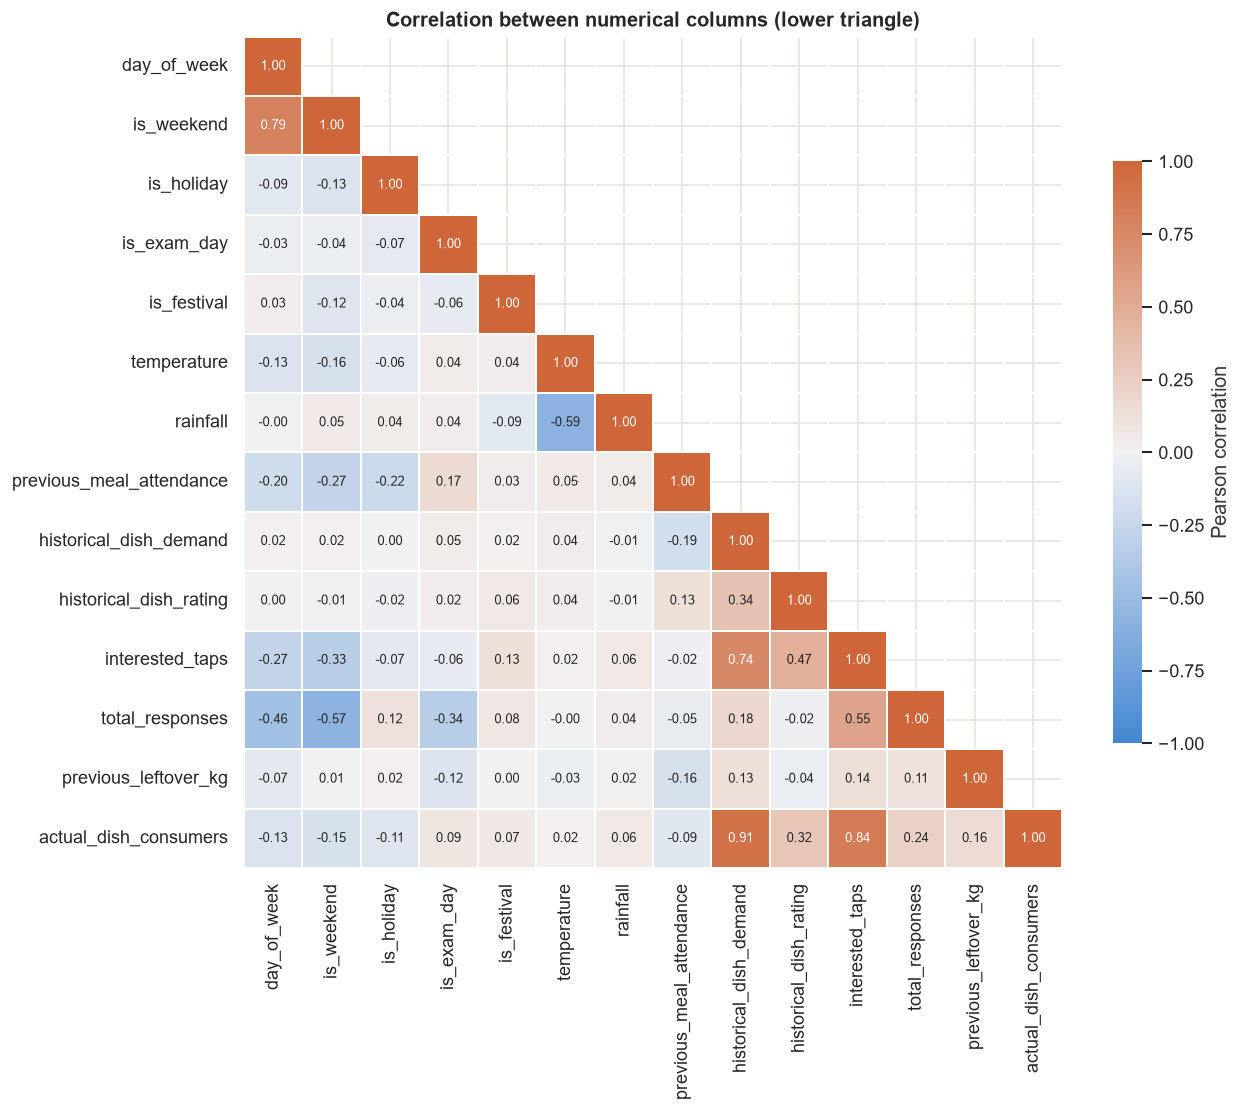 Correlation between numerical columns (lower triangle)
day_of_week 1.00
is_weekend 0.79 1.00
is_holiday -0.09 -0.13 1.00
is_exam_day -0.03 -0.04 -0.07 1.00
is_festival 0.03 -0.12 -0.04 -0.06 1.00
temperature -0.13 -0.16 -0.06 0.04 0.04 1.00
rainfall -0.00 0.05 0.04 0.04 -0.09 -0.59 1.00
previous_meal_attendance -0.20 -0.27 -0.22 0.17 0.03 0.05 0.04 1.00
historical_dish_demand 0.02 0.02 0.00 0.05 0.02 0.04 -0.01 -0.19 1.00
historical_dish_rating 0.00 -0.01 -0.02 0.02 0.06 0.04 -0.01 0.13 0.34 1.00
interested_taps -0.27 -0.33 -0.07 -0.06 0.13 0.02 0.06 -0.02 0.74 0.47 1.00
total_responses -0.46 -0.57 0.12 -0.34 0.08 -0.00 0.04 -0.05 0.18 -0.02 0.55 1.00
previous_leftover_kg -0.07 0.01 0.02 -0.12 0.00 -0.03 0.02 -0.16 0.13 -0.04 0.14 0.11 1.00
actual_dish_consumers -0.13 -0.15 -0.11 0.09 0.07 0.02 0.06 -0.09 0.91 0.32 0.84 0.24 0.16 1.00
day_of_week
is_weekend
is_holiday
is_exam_day
is_festival
temperature
rainfall
previous_meal_attendance
historical_dish_demand
historical_dish_rating
interested_taps
total_responses
previous_leftover_kg
actual_dish_consumers
1.00
0.75
0.50
0.25
0.00
−0.25
−0.50
−0.75
−1.00
Pearson correlation